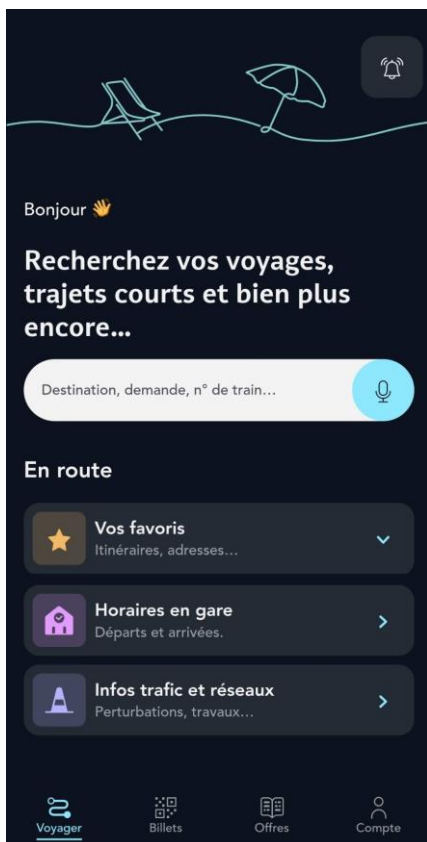 Bonjour 👋
Recherchez vos voyages,
trajets courts et bien plus
encore…
Destination, demande, n° de train…
En route
Vos favoris
Itinéraires, adresses…
Horaires en gare
Départs et arrivées.
Infos trafic et réseaux
Perturbations, travaux…
Voyager Billets Offres Compte